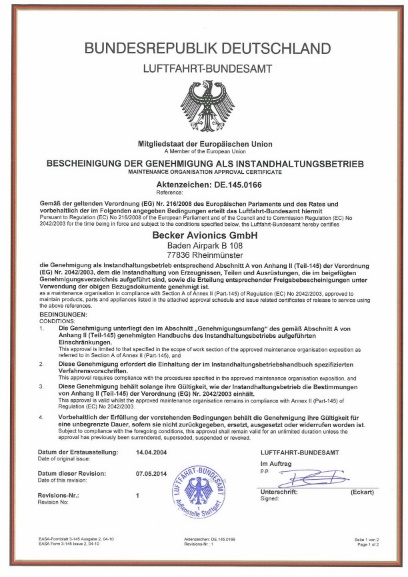 BUNDESREPUBLIK DEUTSCHLAND
LUFTFAHRT-BUNDESAMT
Mitgliedstaat der Europäischen Union
A Member of the European Union
BESCHEINIGUNG DER GENEHMIGUNG ALS INSTANDHALTUNGSBETRIEB
MAINTENANCE ORGANISATION APPROVAL CERTIFICATE
Aktenzeichen: DE.145.0166
Reference:
Gemäß der geltenden Verordnung (EG) Nr. 216/2008 des Europäischen Parlaments und des Rates und
vorbehaltlich der im Folgenden angegeben Bedingungen erteilt das Luftfahrt-Bundesamt hiermit
Pursuant to Regulation (EC) No 216/2008 of the European Parliament and of the Council and to Commission Regulation (EC) No
2042/2003 for the time being in force and subject to the conditions specified below, the Luftfahrt-Bundesamt hereby certifies
Becker Avionics GmbH
Baden Airpark B 108
77836 Rheinmünster
die Genehmigung als Instandhaltungsbetrieb entsprechend Abschnitt A von Anhang II (Teil-145) der Verordnung
(EG) Nr. 2042/2003, dem die Instandhaltung von Erzeugnissen, Teilen und Ausrüstungen, die im beigefügten
Genehmigungsverzeichnis aufgeführt sind, sowie die Erteilung entsprechender Freigabebescheinigungen unter
Verwendung der obigen Bezugsdokumente genehmigt ist.
as a maintenance organisation in compliance with Section A of Annex II (Part-145) of Regulation (EC) No 2042/2003, approved to
maintain products, parts and appliances listed in the attached approval schedule and issue related certificates of release to service using
the above references.
BEDINGUNGEN:
CONDITIONS:
1. Die Genehmigung unterliegt den im Abschnitt „Genehmigungsumfang" des gemäß Abschnitt A von
Anhang II (Teil-145) genehmigten Handbuchs des Instandhaltungsbetriebs aufgeführten
Einschränkungen.
This approval is limited to that specified in the scope of work section of the approved maintenance organisation exposition as
referred to in Section A of Annex II (Part-145), and
2. Diese Genehmigung erfordert die Einhaltung der im Instandhaltungsbetriebshandbuch spezifizierten
Verfahrensvorschriften.
This approval requires compliance with the procedures specified in the approved maintenance organisation exposition, and
3. Diese Genehmigung behält solange ihre Gültigkeit, wie der Instandhaltungsbetrieb die Bestimmungen
von Anhang II (Teil-145) der Verordnung (EG) Nr. 2042/2003 einhält.
This approval is valid whilst the approved maintenance organisation remains in compliance with Annex II (Part-145) of
Regulation (EC) No 2042/2003.
4. Vorbehaltlich der Erfüllung der vorstehenden Bedingungen behält die Genehmigung ihre Gültigkeit für
eine unbegrenzte Dauer, sofern sie nicht zurückgegeben, ersetzt, ausgesetzt oder widerrufen worden ist.
Subject to compliance with the foregoing conditions, this approval shall remain valid for an unlimited duration unless the
approval has previously been surrendered, superseded, suspended or revoked.
Datum der Erstausstellung: 14.04.2004
Date of original issue:
LUFTFAHRT-BUNDESAMT
Im Auftrag
p.p.
Datum dieser Revision: 07.05.2014
Date of this revision:
Revisions-Nr.: 1
Revision No:
LUFTFAHRT-BUNDESAMT
Außenstelle Stuttgart
Unterschrift: (Eckart)
Signed:
EASA-Formblatt 3-145 Ausgabe 2, 04-10
EASA Form 3-145 Issue 2, 04-10
Aktenzeichen: DE.145.0166
Revisions-Nr.: 1
Seite 1 von 2
Page 1 of 2